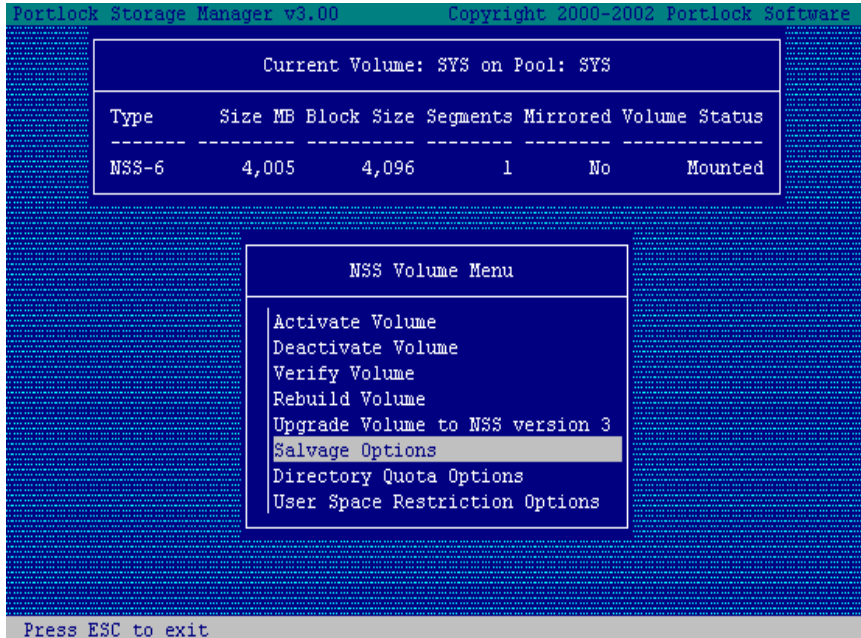 Portlock Storage Manager v3.00 Copyright 2000-2002 Portlock Software
Current Volume: SYS on Pool: SYS
Type Size MB Block Size Segments Mirrored Volume Status
------- --------- ---------- -------- -------- -------------
NSS-6 4,005 4,096 1 No Mounted
NSS Volume Menu
Activate Volume
Deactivate Volume
Verify Volume
Rebuild Volume
Upgrade Volume to NSS version 3
Salvage Options
Directory Quota Options
User Space Restriction Options
Press ESC to exit